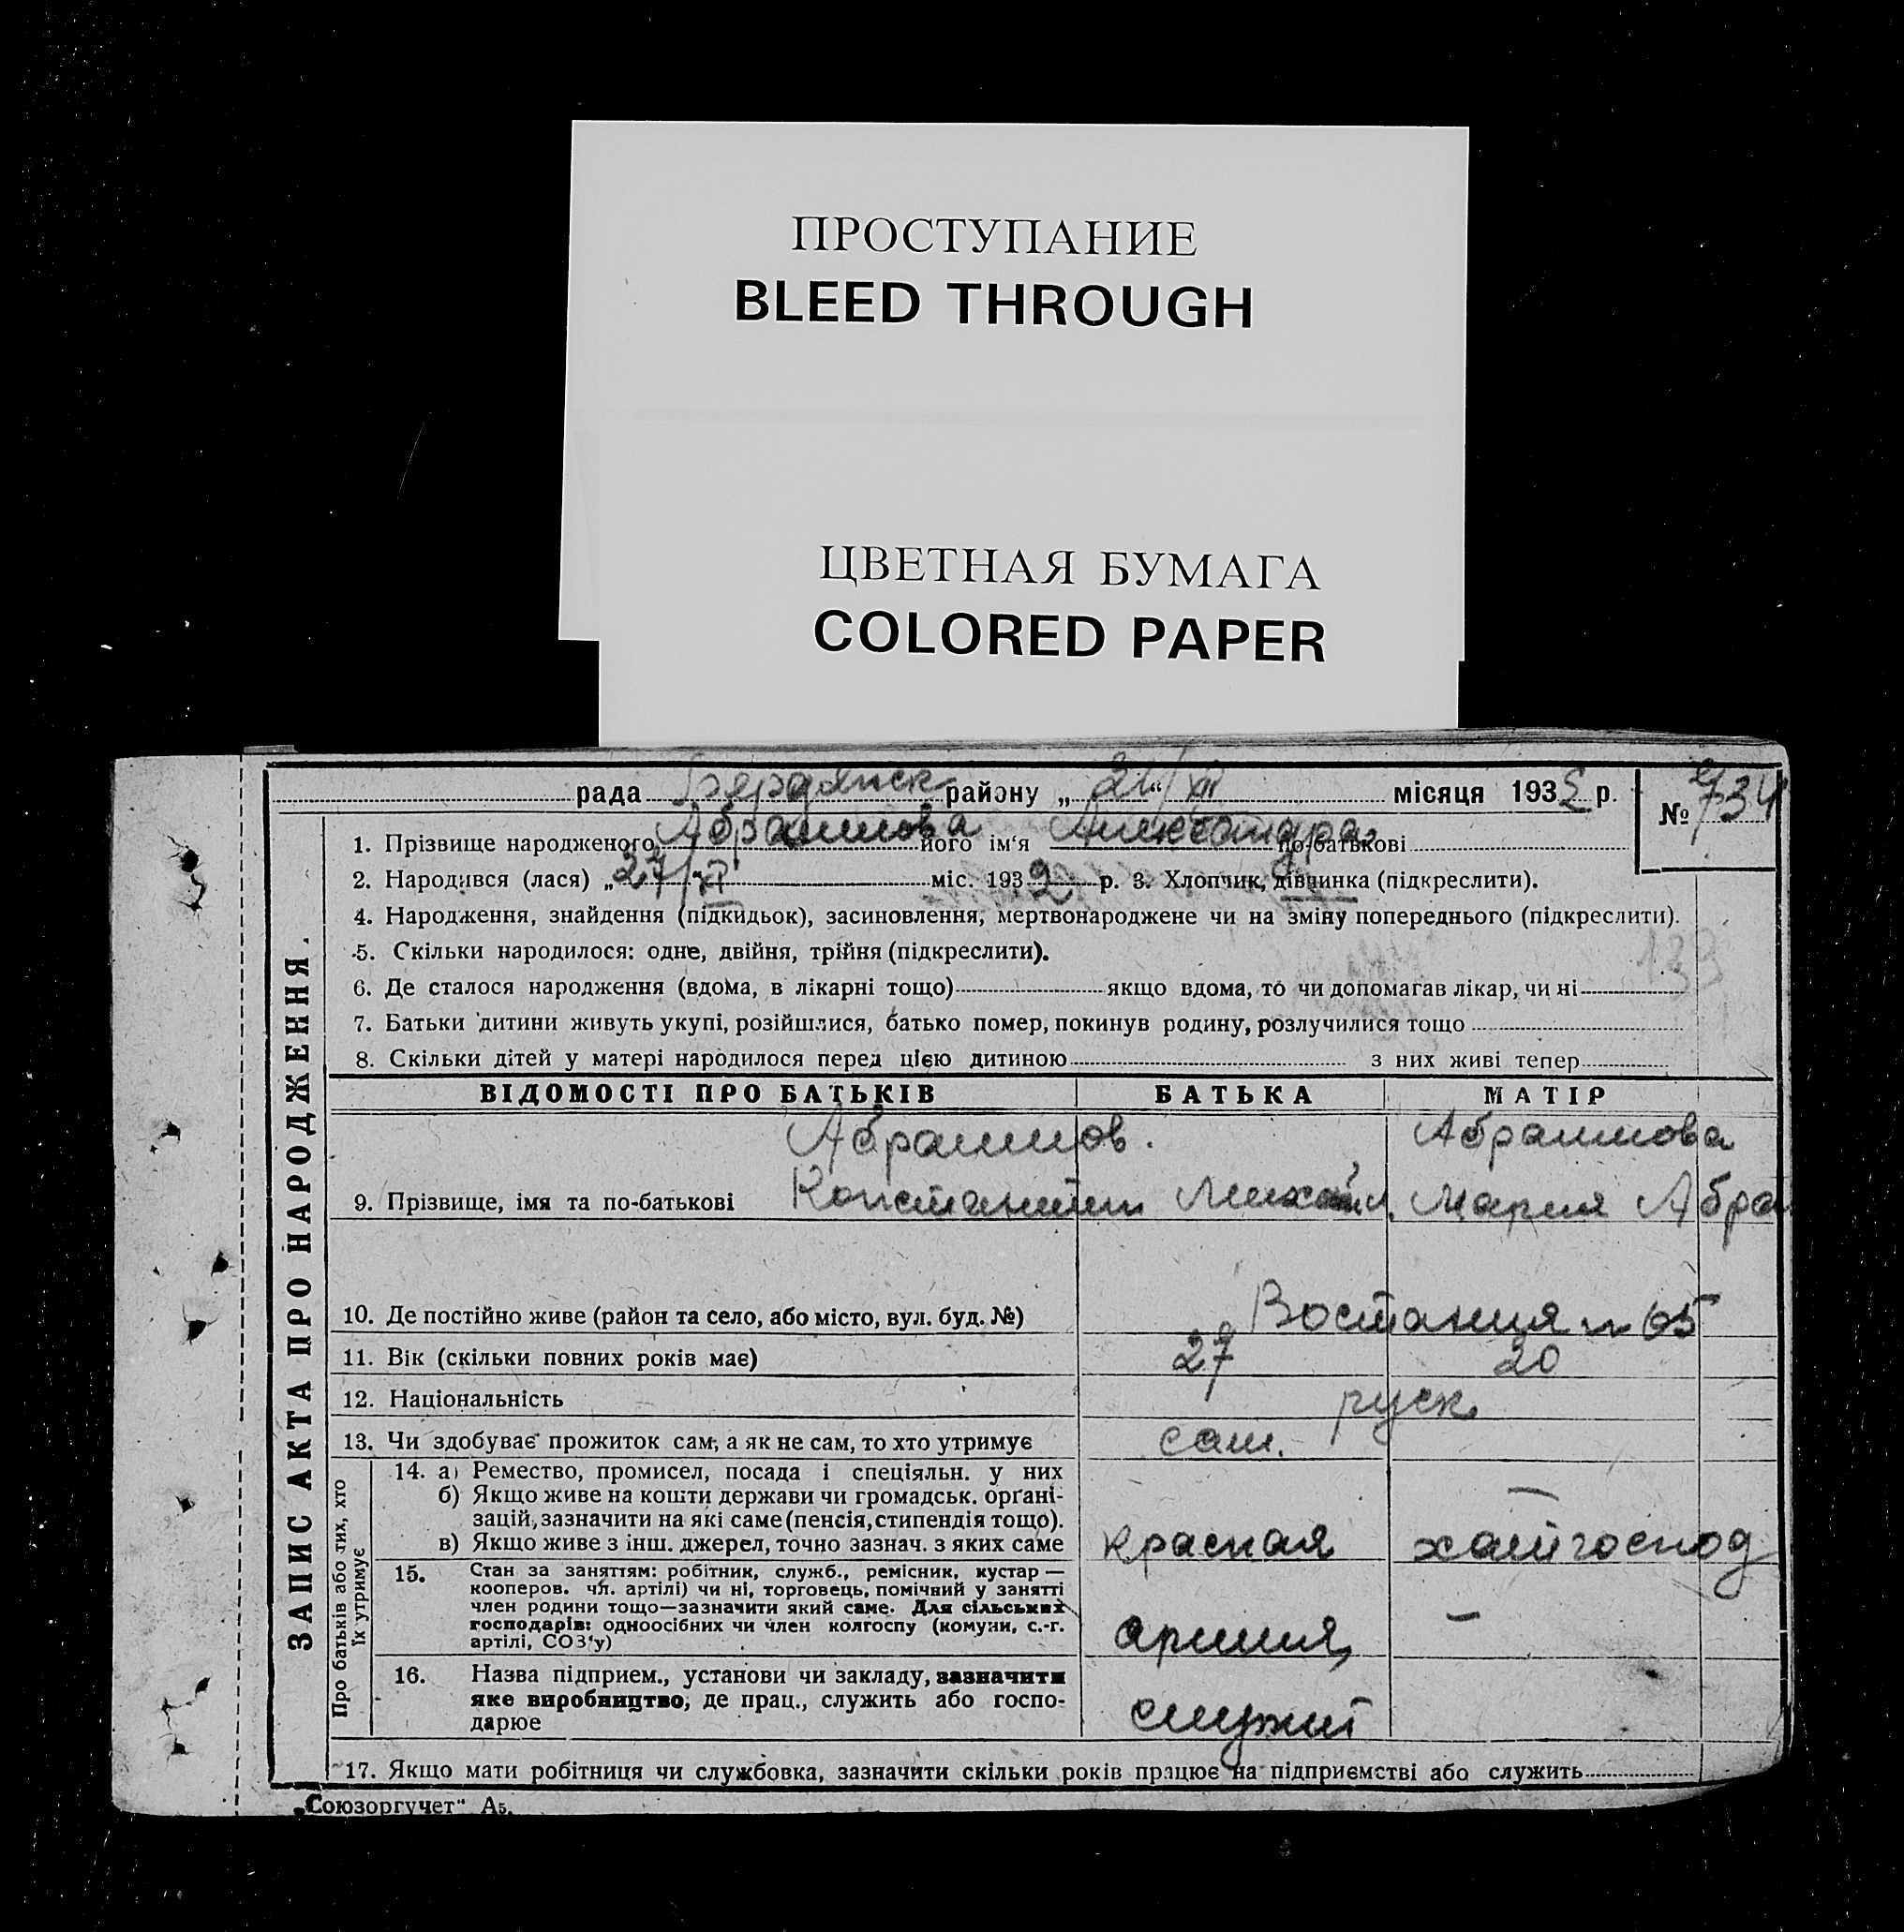 ПРОСТУПАНИЕ
BLEED THROUGH
ЦВЕТНАЯ БУМАГА
COLORED PAPER
рада Бердянск району „ 21/XII “ місяця 1932 р.
№ 734
1. Прізвище народженого Абрамова його ім‘я Александра по-батькові
2. Народився (лася) „ 27/XI “ міс. 1932 р. 3. Хлопчик, дівчинка (підкреслити).
4. Народження, знайдення (підкидьок), засиновлення, мертвонароджене чи на зміну попереднього (підкреслити).
5. Скільки народилося: одне, двійня, трійня (підкреслити).
133
6. Де сталося народження (вдома, в лікарні тощо) якщо вдома, то чи допомагав лікар, чи ні
7. Батьки дитини живуть укупі, розійшлися, батько помер, покинув родину, розлучилися тощо
8. Скільки дітей у матері народилося перед цією дитиною з них живі тепер
ЗАПИС АКТА ПРО НАРОДЖЕННЯ.
ВІДОМОСТІ ПРО БАТЬКІВ БАТЬКА МАТІР
Абрамов. Абрамова
9. Прізвище, імя та по-батькові Константин Михайл. Мария Абра
10. Де постійно живе (район та село, або місто, вул. буд. №) Востания 65
11. Вік (скільки повних років має) 27 20
12. Національність руск
13. Чи здобуває прожиток сам, а як не сам, то хто утримує сам.
Про батьків або тих, хто їх утримує
14. а) Ремество, промисел, посада і спеціяльн. у них
б) Якщо живе на кошти держави чи громадськ. орґані-
зацій, зазначити на які саме (пенсія, стипендія тощо). —
в) Якщо живе з інш. джерел, точно зазнач. з яких саме красная хатгоспод
15. Стан за заняттям: робітник, служб., ремісник, кустар —
кооперов. чл. артілі) чи ні, торговець, помічний у занятті
член родини тощо—зазначити який саме. Для сільських
господарів: одноосібних чи член колгоспу (комуни, с.-г.
артілі, СОЗ‘у) армия, —
16. Назва підприєм., установи чи закладу, зазначити
яке виробництво, де прац., служить або госпо-
дарює служит
17. Якщо мати робітниця чи службовка, зазначити скільки років працює на підприємстві або служить
„Союзоргучет“ А5.